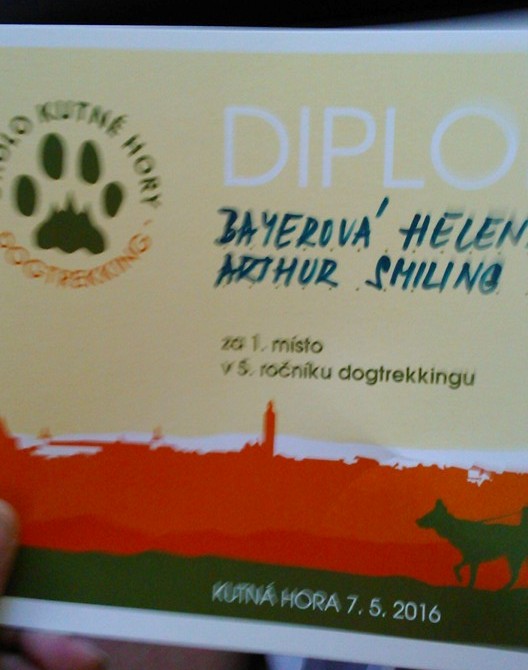 KOLO KUTNÉ HORY
DOGTREKKING
DIPLO
BAYEROVÁ HELEN
ARTHUR SMILING
za 1. místo
v 5. ročníku dogtrekkingu
KUTNÁ HORA 7. 5. 2016